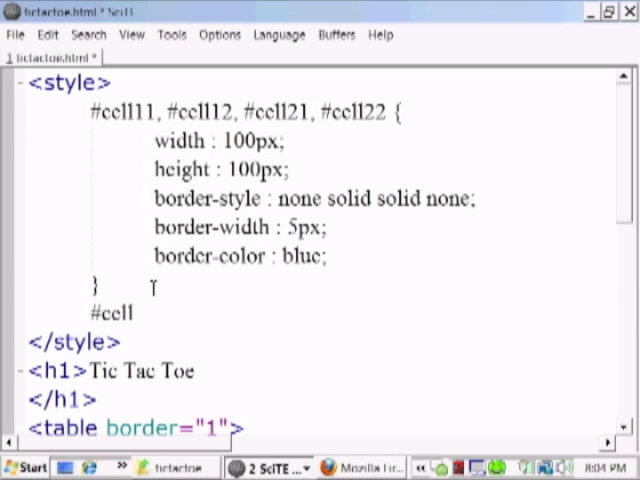 tictactoe.html * SciTE
File Edit Search View Tools Options Language Buffers Help
1 tictactoe.html *
<style>
#cell11, #cell12, #cell21, #cell22 {
width : 100px;
height : 100px;
border-style : none solid solid none;
border-width : 5px;
border-color : blue;
}
#cell
</style>
<h1>Tic Tac Toe
</h1>
<table border="1">
Start » tictactoe 2 SciTE ... Mozilla Fir... « 8:04 PM